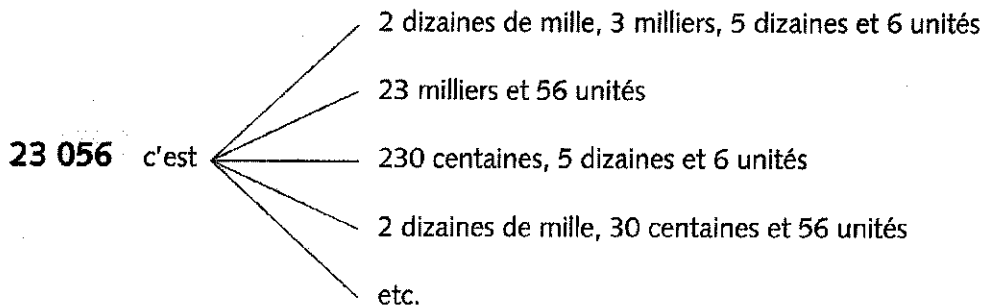 2 dizaines de mille, 3 milliers, 5 dizaines et 6 unités
23 milliers et 56 unités
23 056 c'est
230 centaines, 5 dizaines et 6 unités
2 dizaines de mille, 30 centaines et 56 unités
etc.